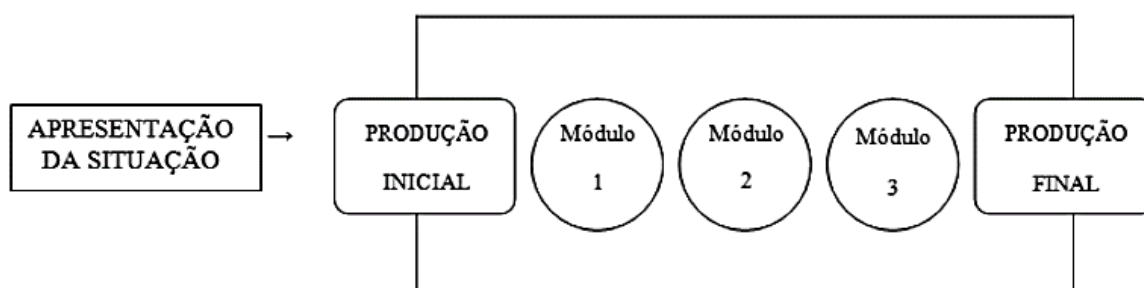 APRESENTAÇÃO
DA SITUAÇÃO
→
PRODUÇÃO
INICIAL
Módulo
1
Módulo
2
Módulo
3
PRODUÇÃO
FINAL